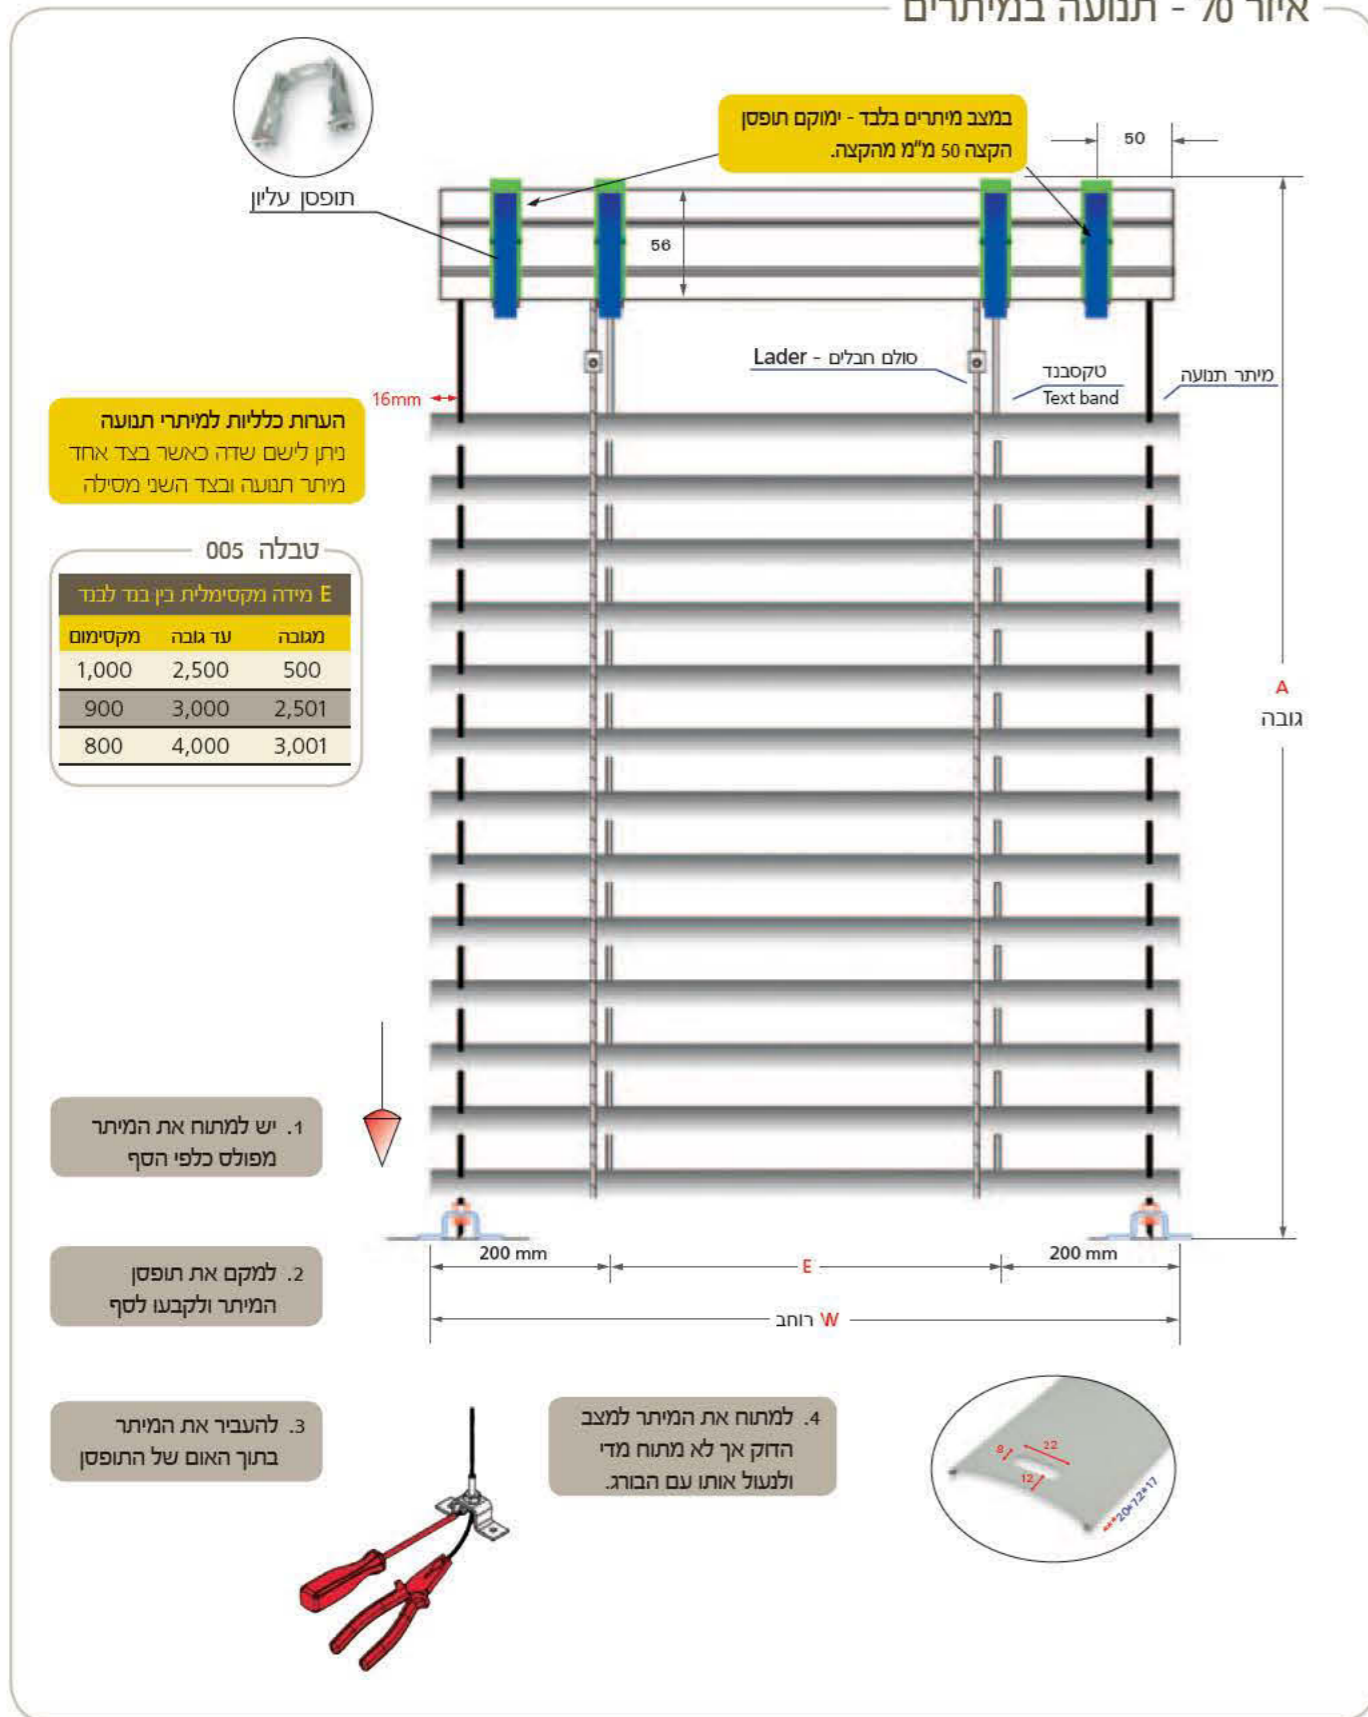 איור 70 - תנועה במיתרים
תופסן עליון
במצב מיתרים בלבד - ימוקם תופסן
הקצה 50 מ"מ מהקצה.
50
56
סולם חבלים - Lader
טקסבנד
Text band
מיתר תנועה
16mm
הערות כלליות למיתרי תנועה
ניתן לישם שדה כאשר בצד אחד
מיתר תנועה ובצד השני מסילה
טבלה 005
E מידה מקסימלית בין בנד לבנד
מגובה עד גובה מקסימום
500 2,500 1,000
2,501 3,000 900
3,001 4,000 800
A
גובה
1. יש למתוח את המיתר
מפולס כלפי הסף
200 mm
E
200 mm
רוחב W
2. למקם את תופסן
המיתר ולקבעו לסף
3. להעביר את המיתר
בתוך האום של התופסן
4. למתוח את המיתר למצב
הדוק אך לא מתוח מדי
ולנעול אותו עם הבורג.
8
22
12